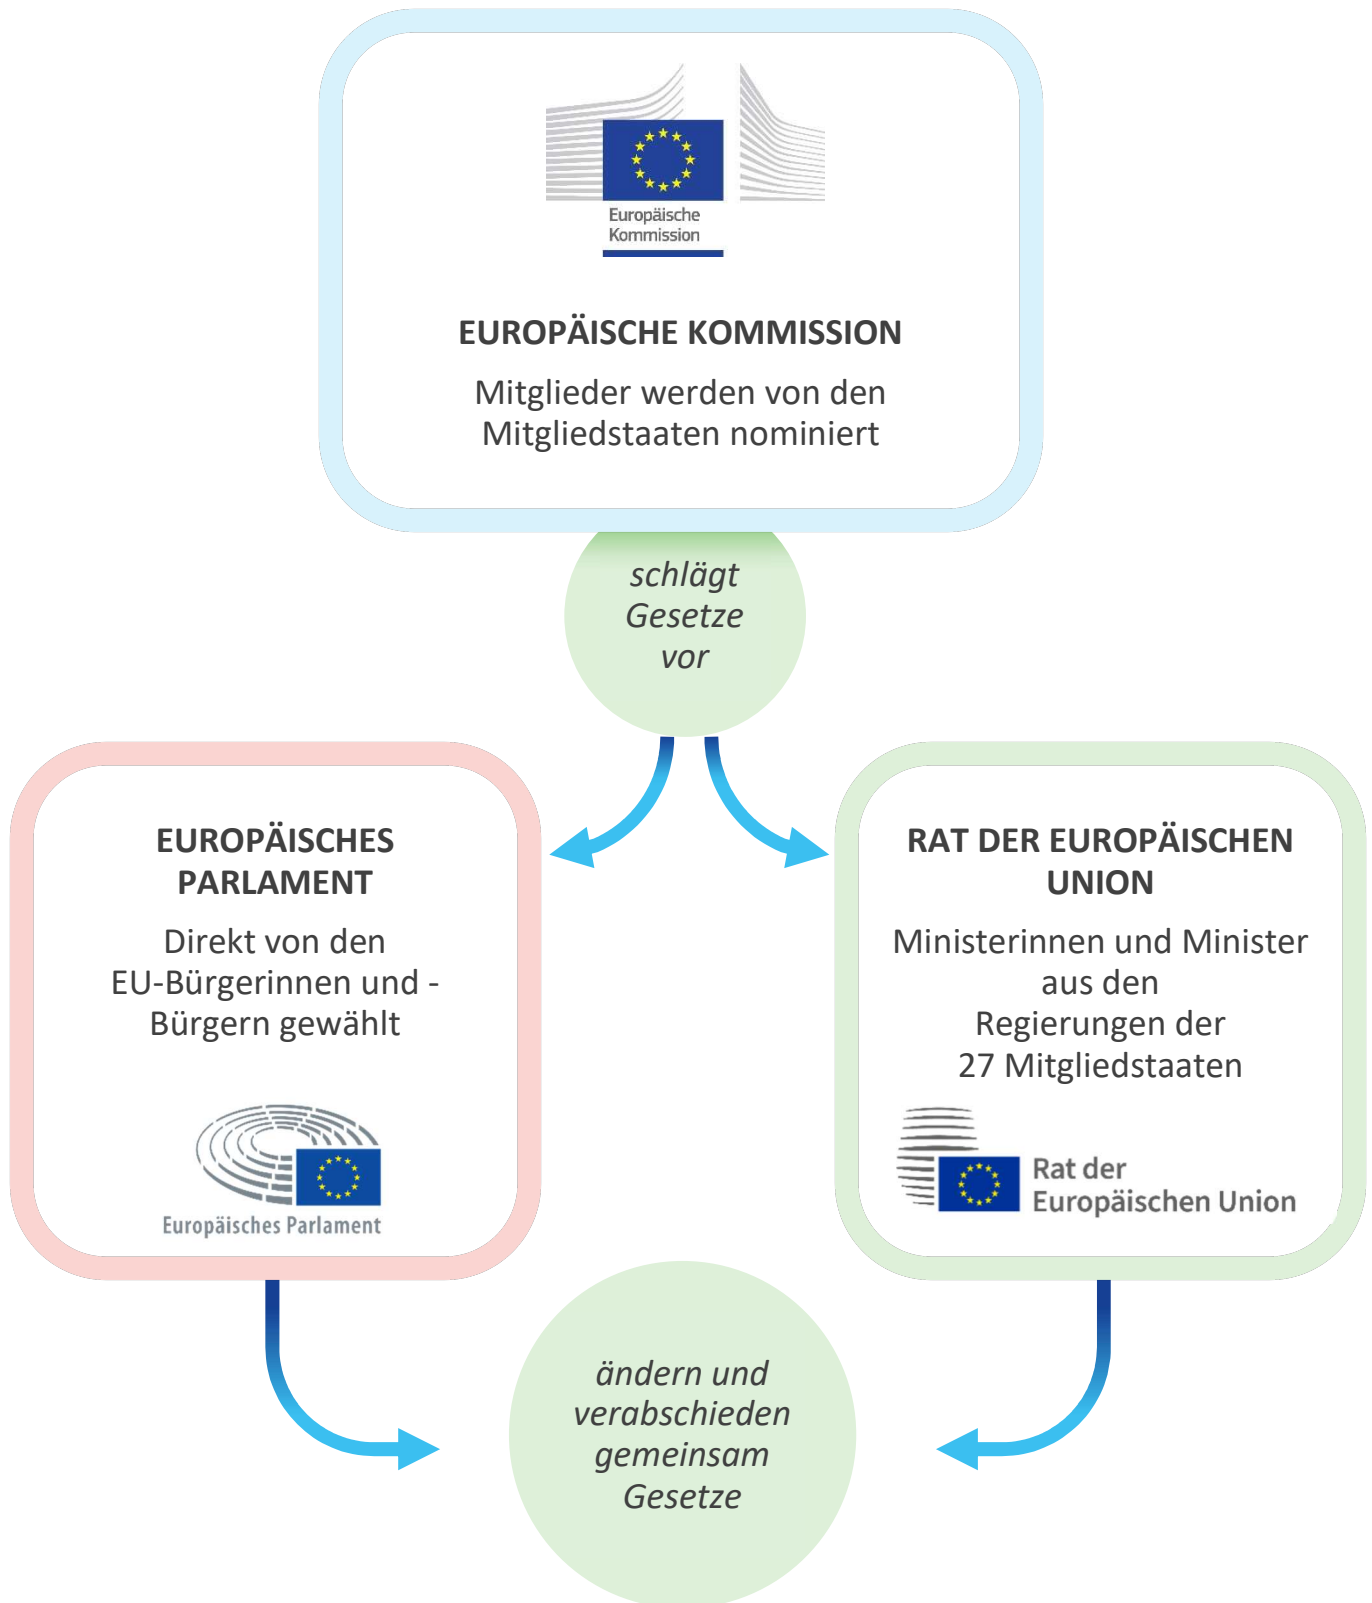 Europäische
Kommission
EUROPÄISCHE KOMMISSION
Mitglieder werden von den
Mitgliedstaaten nominiert
schlägt
Gesetze
vor
EUROPÄISCHES
PARLAMENT
Direkt von den
EU-Bürgerinnen und -
Bürgern gewählt
Europäisches Parlament
RAT DER EUROPÄISCHEN
UNION
Ministerinnen und Minister
aus den
Regierungen der
27 Mitgliedstaaten
Rat der
Europäischen Union
ändern und
verabschieden
gemeinsam
Gesetze